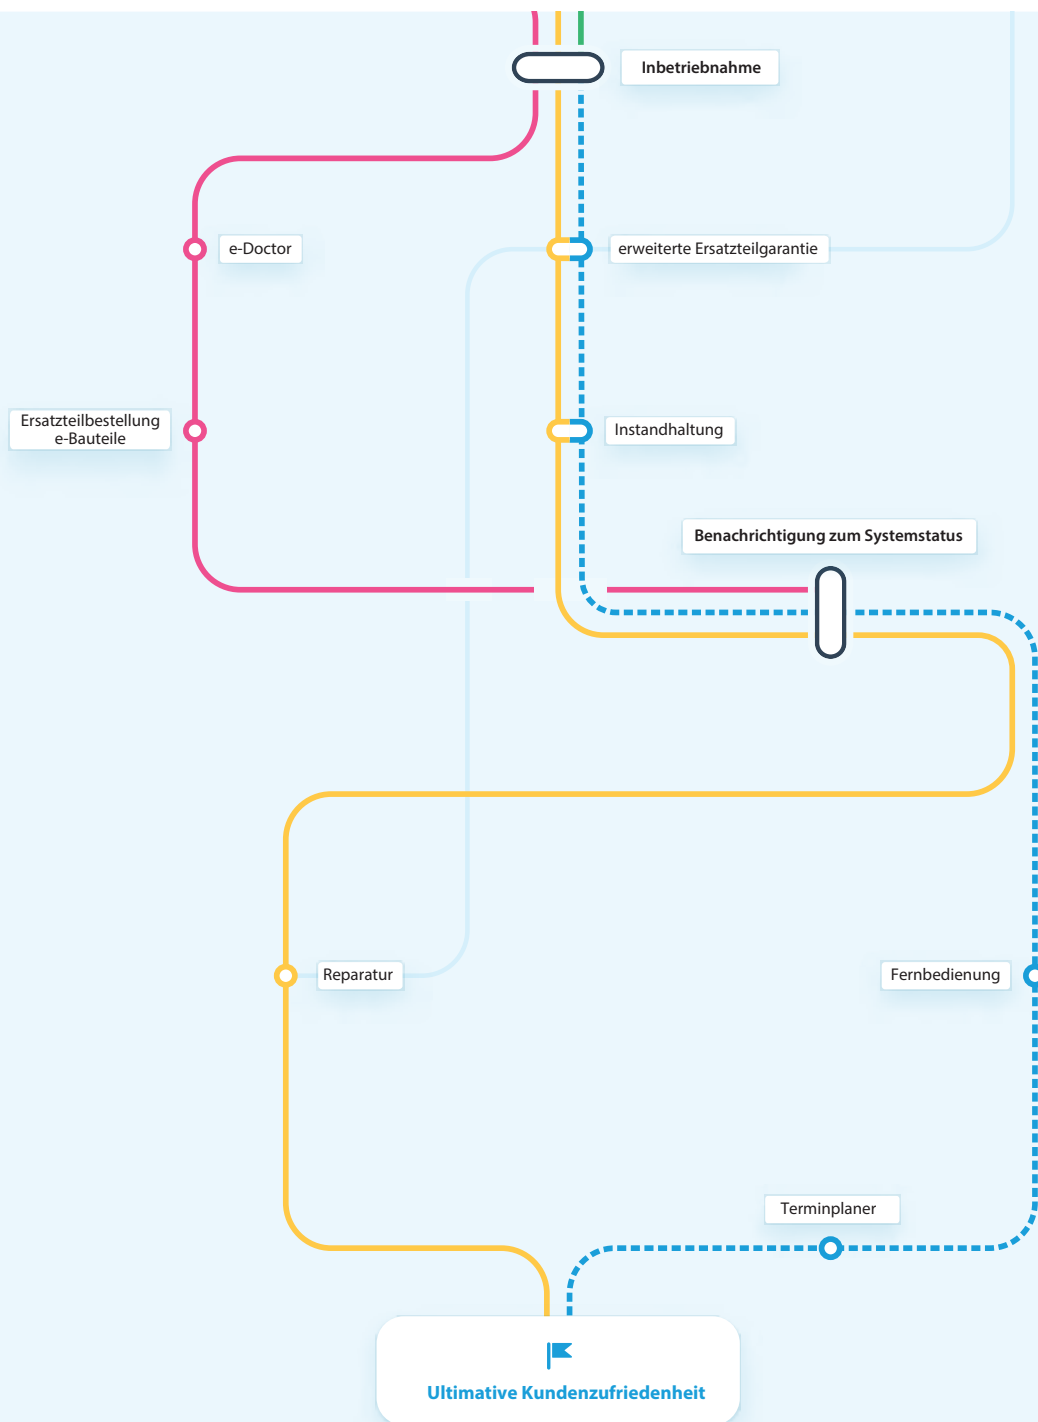 Inbetriebnahme
e-Doctor
erweiterte Ersatzteilgarantie
Ersatzteilbestellung
e-Bauteile
Instandhaltung
Benachrichtigung zum Systemstatus
Reparatur
Fernbedienung
Terminplaner
Ultimative Kundenzufriedenheit